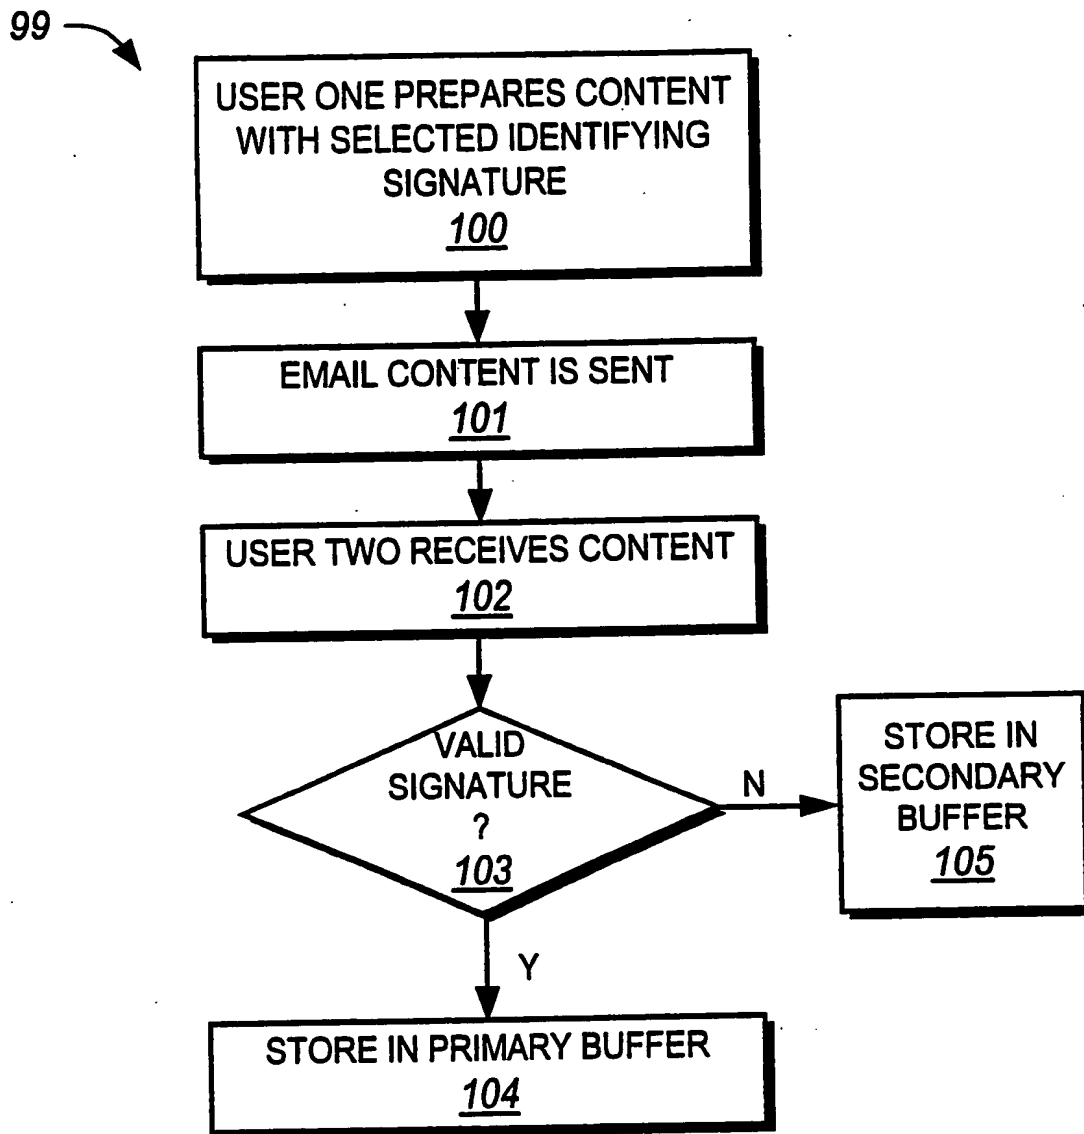 99
USER ONE PREPARES CONTENT
WITH SELECTED IDENTIFYING
SIGNATURE
100
EMAIL CONTENT IS SENT
101
USER TWO RECEIVES CONTENT
102
VALID
SIGNATURE
?
103
N
STORE IN
SECONDARY
BUFFER
105
Y
STORE IN PRIMARY BUFFER
104